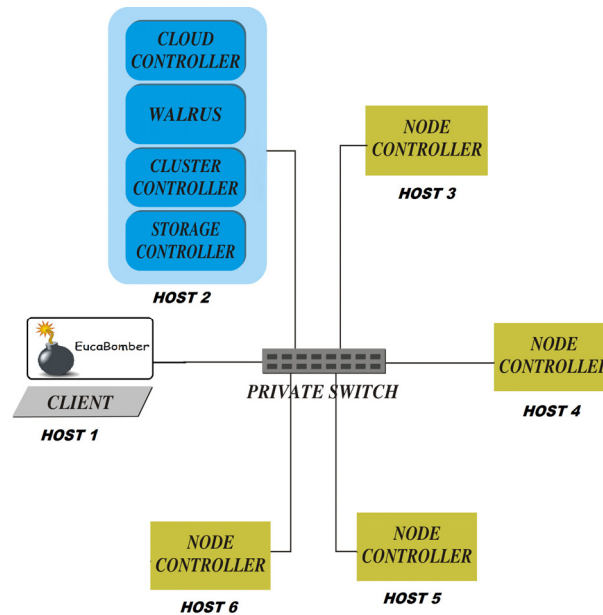 CLOUD
CONTROLLER
WALRUS
CLUSTER
CONTROLLER
STORAGE
CONTROLLER
HOST 2
NODE
CONTROLLER
HOST 3
EucaBomber
CLIENT
HOST 1
PRIVATE SWITCH
NODE
CONTROLLER
HOST 4
NODE
CONTROLLER
HOST 6
NODE
CONTROLLER
HOST 5